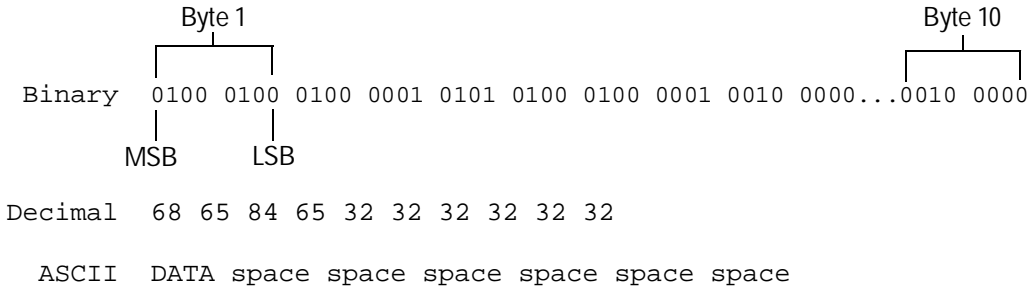 Byte 1 Byte 10
Binary 0100 0100 0100 0001 0101 0100 0100 0001 0010 0000...0010 0000
MSB LSB
Decimal 68 65 84 65 32 32 32 32 32 32
ASCII DATA space space space space space space